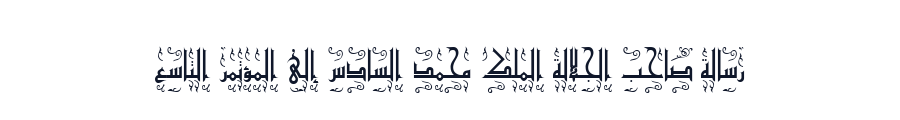 رسالة صاحب الجلالة الملك محمد السادس إلى المؤتمر التاسع